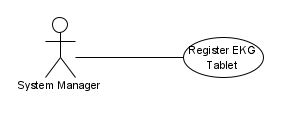 Register EKG
Tablet
System Manager